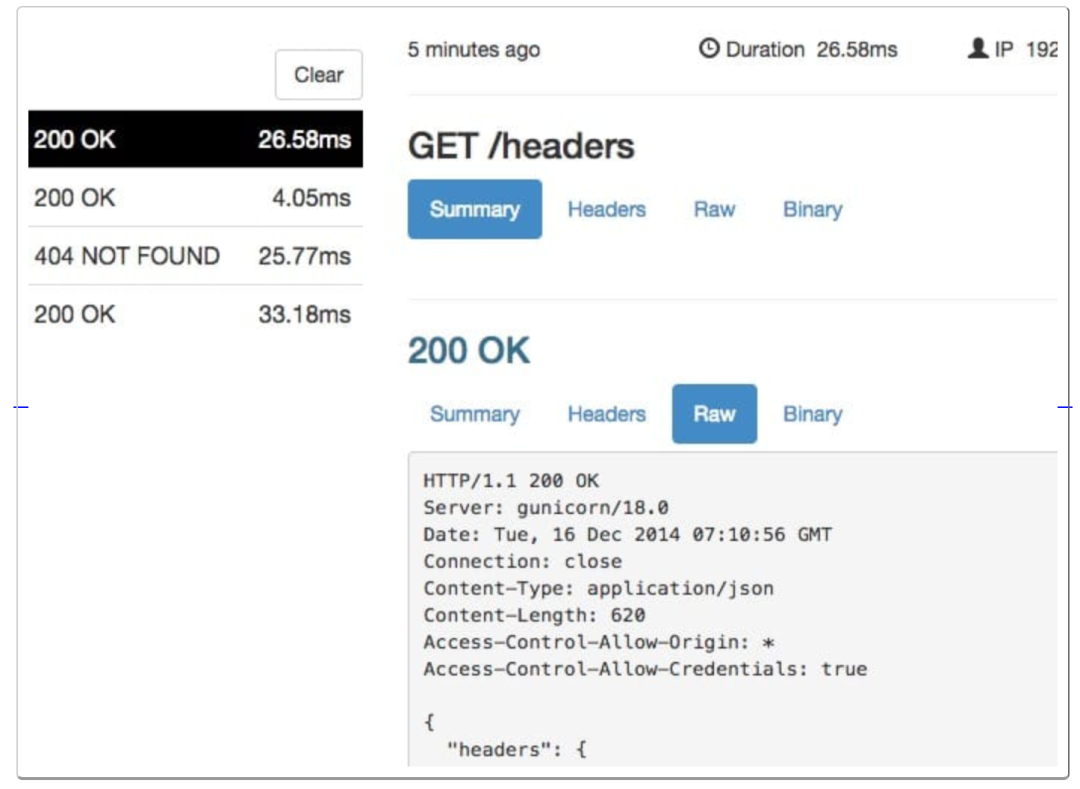 Clear
200 OK 26.58ms
200 OK 4.05ms
404 NOT FOUND 25.77ms
200 OK 33.18ms
5 minutes ago Duration 26.58ms IP 192
GET /headers
Summary Headers Raw Binary
200 OK
Summary Headers Raw Binary
HTTP/1.1 200 OK
Server: gunicorn/18.0
Date: Tue, 16 Dec 2014 07:10:56 GMT
Connection: close
Content-Type: application/json
Content-Length: 620
Access-Control-Allow-Origin: *
Access-Control-Allow-Credentials: true
{
"headers": {